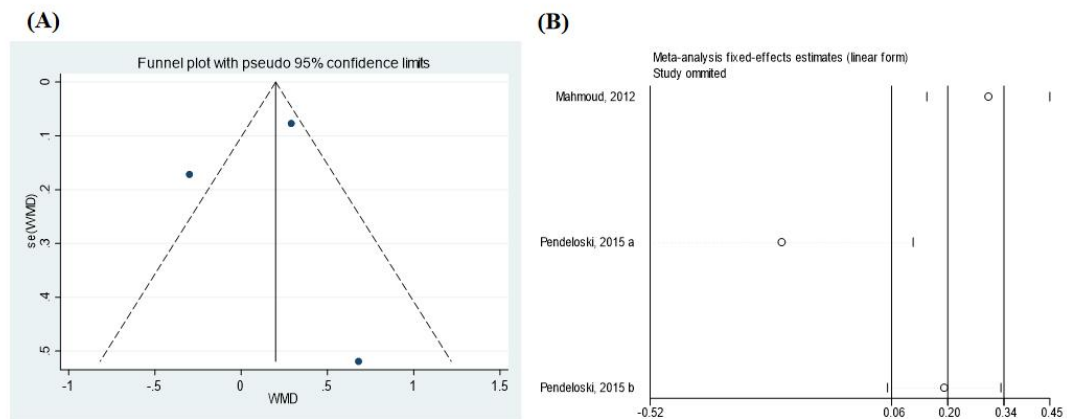 (A)
Funnel plot with pseudo 95% confidence limits
0
.1
.2
.3
.4
.5
se(WMD)
-1
-.5
0
.5
1
1.5
WMD
(B)
Meta-analysis fixed-effects estimates (linear form)
Study ommited
Mahmoud, 2012
Pendeloski, 2015 a
Pendeloski, 2015 b
-0.52
0.06
0.20
0.34
0.45